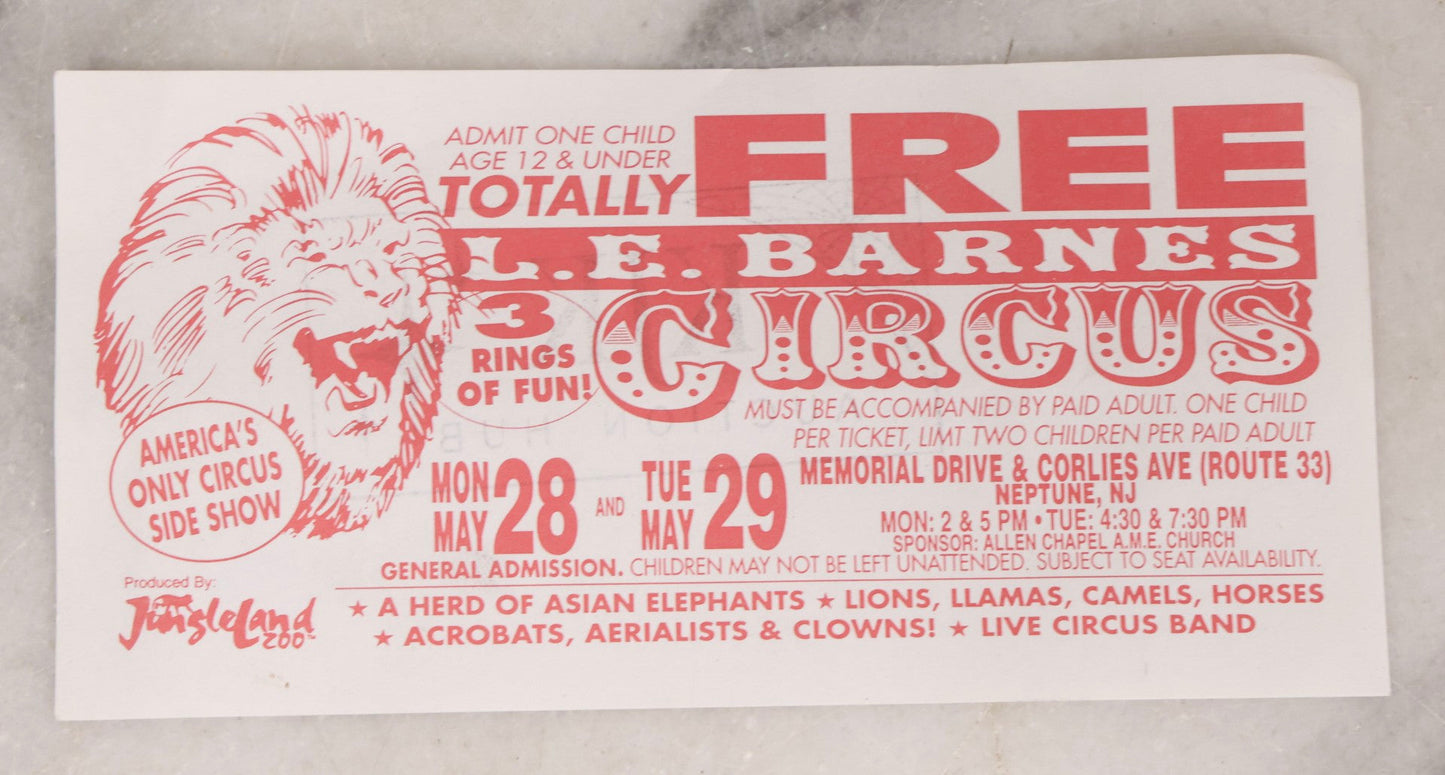 ADMIT ONE CHILD
AGE 12 & UNDER
TOTALLY FREE
L.E. BARNES
3
RINGS
OF FUN!
CIRCUS
MUST BE ACCOMPANIED BY PAID ADULT. ONE CHILD
PER TICKET, LIMT TWO CHILDREN PER PAID ADULT
AMERICA'S
ONLY CIRCUS
SIDE SHOW
MON MAY 28 AND TUE MAY 29
MEMORIAL DRIVE & CORLIES AVE (ROUTE 33)
NEPTUNE, NJ
MON: 2 & 5 PM • TUE: 4:30 & 7:30 PM
SPONSOR: ALLEN CHAPEL A.M.E. CHURCH
GENERAL ADMISSION. CHILDREN MAY NOT BE LEFT UNATTENDED. SUBJECT TO SEAT AVAILABILITY.
Produced By:
JungleLand
ZOO™
★ A HERD OF ASIAN ELEPHANTS ★ LIONS, LLAMAS, CAMELS, HORSES
★ ACROBATS, AERIALISTS & CLOWNS! ★ LIVE CIRCUS BAND